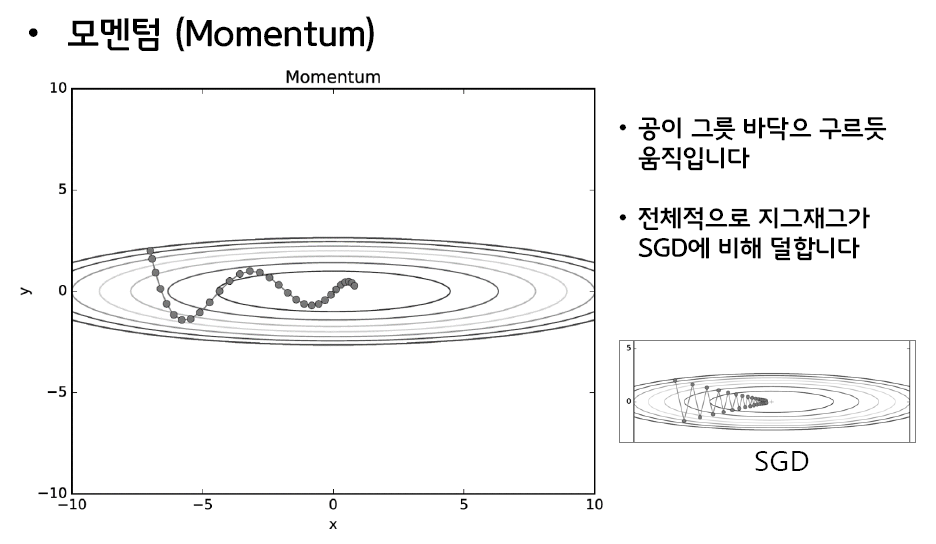 • 모멘텀 (Momentum)
Momentum
10
5
0
−5
−10
−10
−5
0
5
10
x
y
• 공이 그릇 바닥으 구르듯
움직입니다
• 전체적으로 지그재그가
SGD에 비해 덜합니다
5
0
SGD